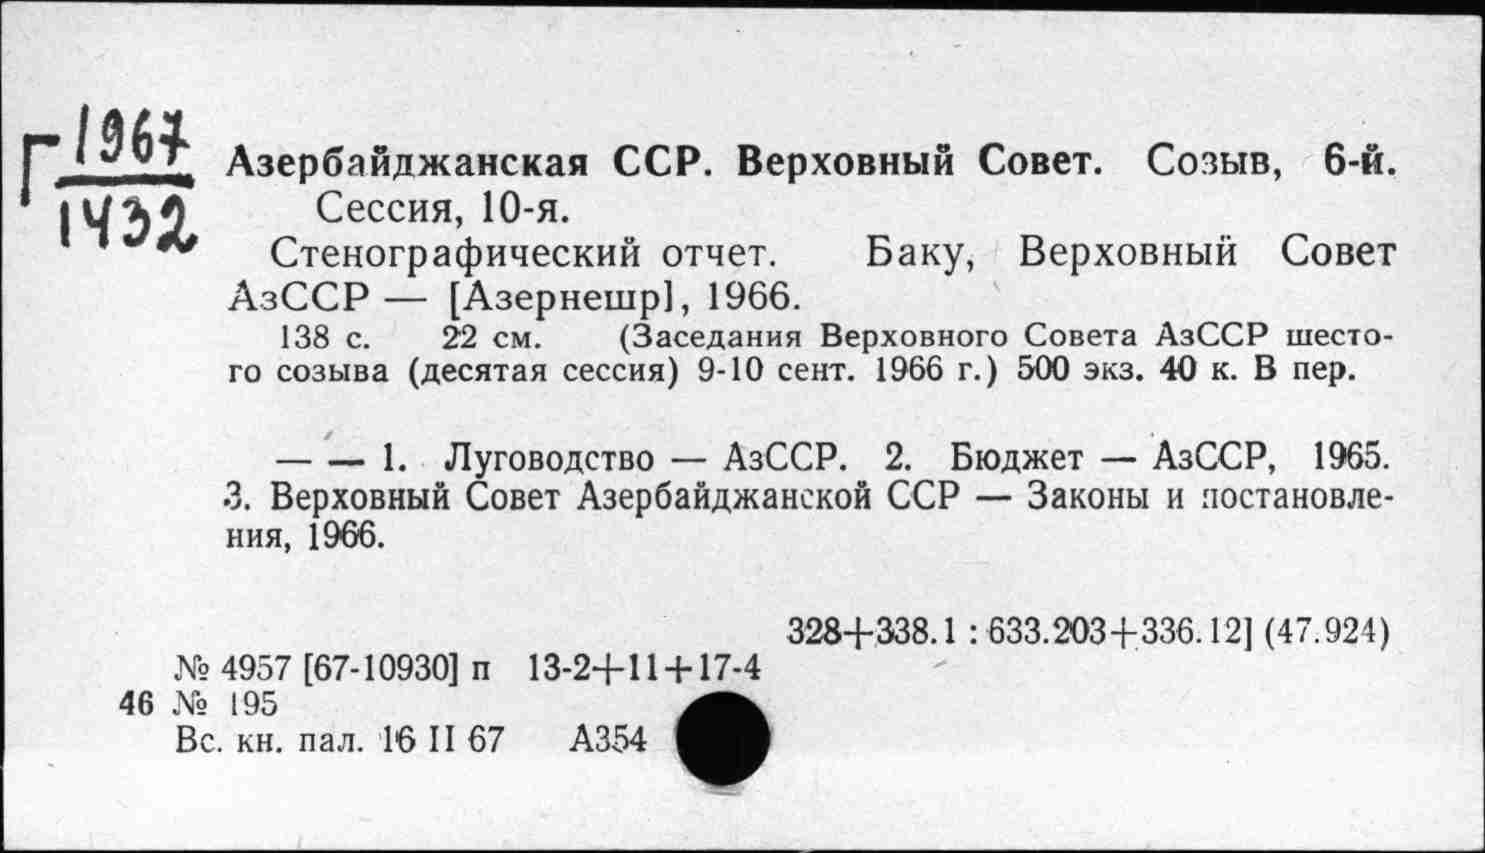 Г 1967
1432
Азербайджанская ССР. Верховный Совет. Созыв, 6-й.
Сессия, 10-я.
Стенографический отчет. Баку, Верховный Совет
АзССР — [Азернешр], 1966.
138 с. 22 см. (Заседания Верховного Совета АзССР шесто-
го созыва (десятая сессия) 9-10 сент. 1966 г.) 500 экз. 40 к. В пер.
— — 1. Луговодство — АзССР. 2. Бюджет — АзССР, 1965.
3. Верховный Совет Азербайджанской ССР — Законы и постановле-
ния, 1966.
328+338.1 : 633.203+336.12] (47.924)
№ 4957 [67-10930] п 13-2+11+17-4
46 № 195
Вс. кн. пал. 16 II 67 А354